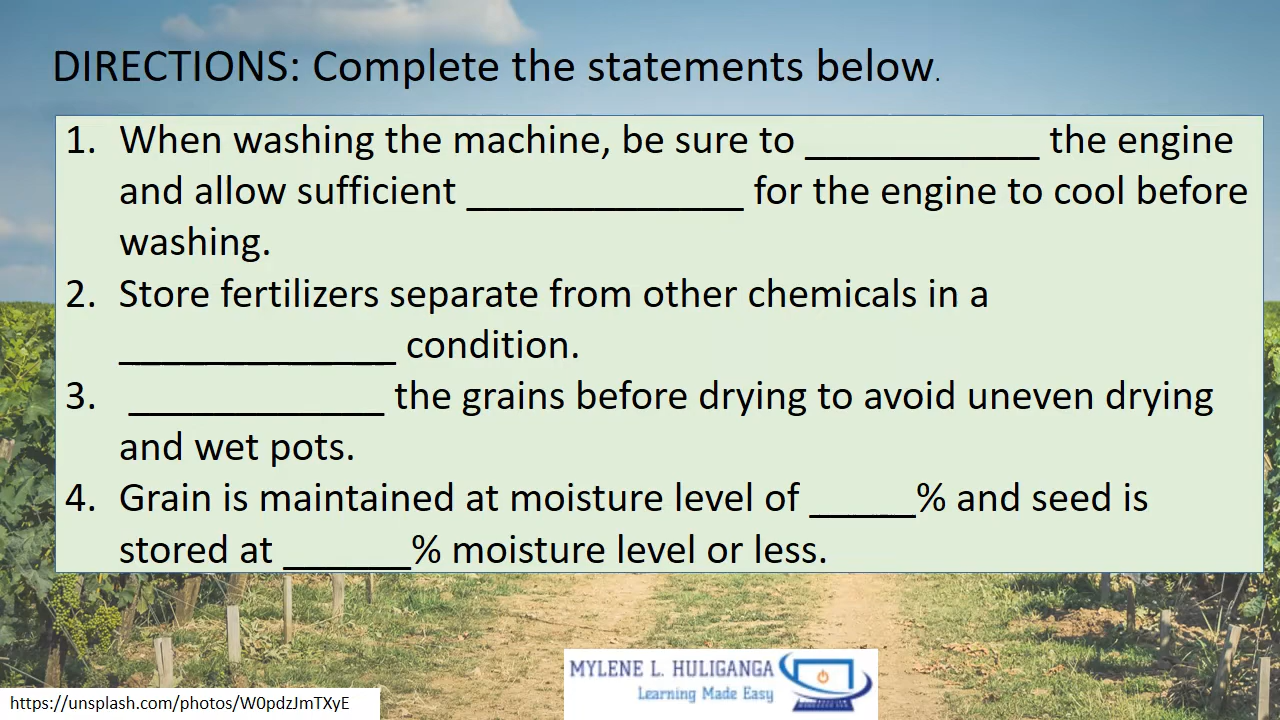 DIRECTIONS: Complete the statements below.
1. When washing the machine, be sure to ___________ the engine
and allow sufficient _____________ for the engine to cool before
washing.
2. Store fertilizers separate from other chemicals in a
_____________ condition.
3. ____________ the grains before drying to avoid uneven drying
and wet pots.
4. Grain is maintained at moisture level of _____% and seed is
stored at ______% moisture level or less.
MYLENE L. HULIGANGA
Learning Made Easy
https://unsplash.com/photos/W0pdzJmTXyE